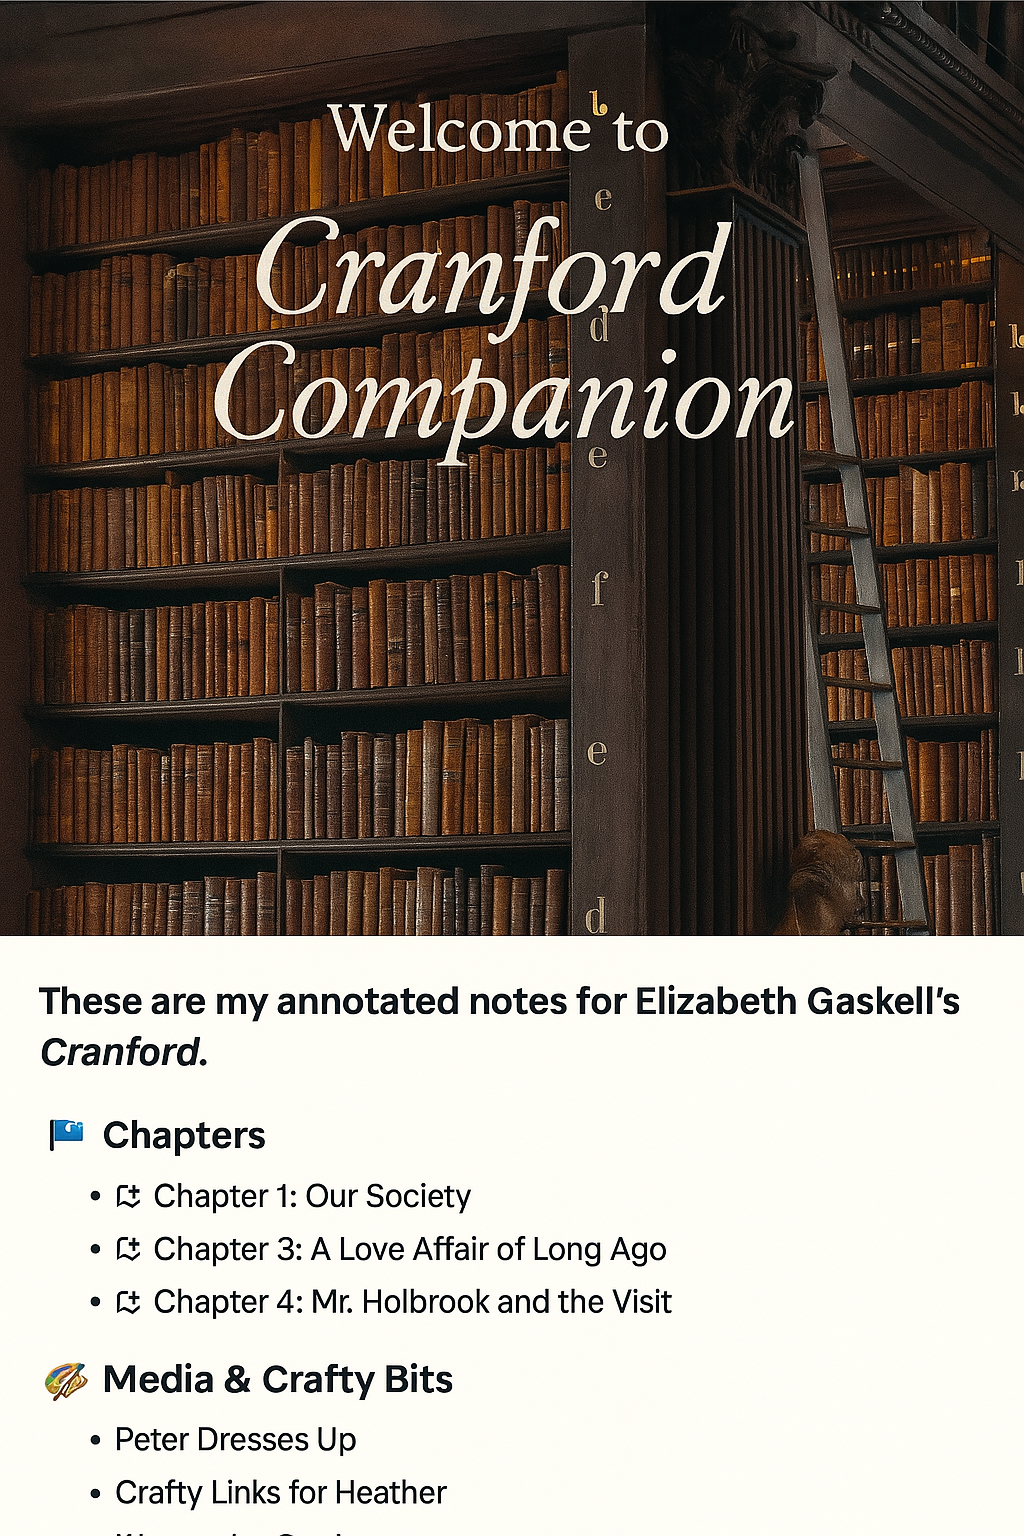 Welcome to
Cranford
Companion
b
e
d
e
f
e
d
These are my annotated notes for Elizabeth Gaskell’s
Cranford.
Chapters
• Chapter 1: Our Society
• Chapter 3: A Love Affair of Long Ago
• Chapter 4: Mr. Holbrook and the Visit
Media & Crafty Bits
• Peter Dresses Up
• Crafty Links for Heather